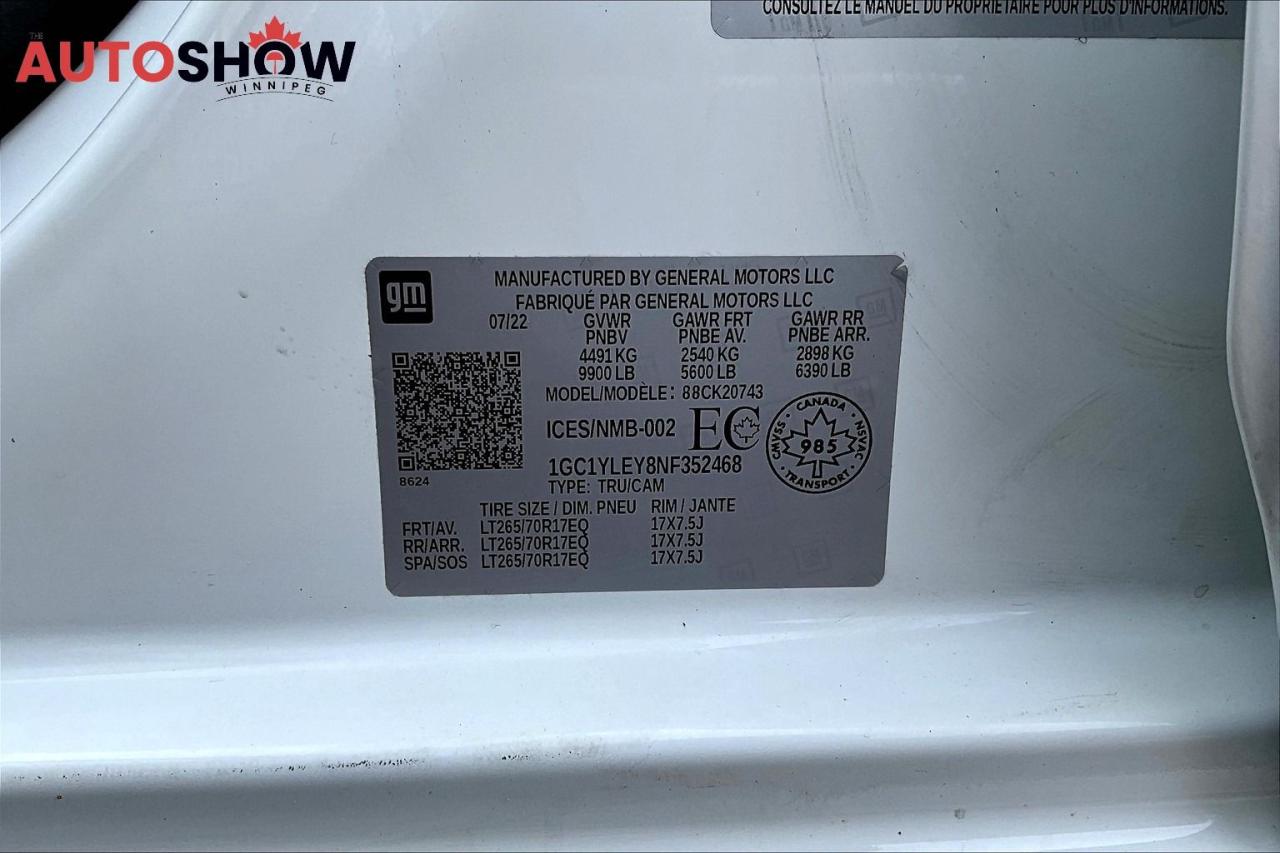 CONSULTEZ LE MANUEL DU PROPRIÉTAIRE POUR PLUS D'INFORMATIONS.
THE
AUTOSHOW
WINNIPEG
gm
MANUFACTURED BY GENERAL MOTORS LLC
FABRIQUÉ PAR GENERAL MOTORS LLC
07/22 GVWR GAWR FRT GAWR RR
PNBV PNBE AV. PNBE ARR.
4491 KG 2540 KG 2898 KG
9900 LB 5600 LB 6390 LB
MODEL/MODÈLE: 88CK20743
ICES/NMB-002 EC
CANADA
CMVSS 985 NSVAC
TRANSPORT
1GC1YLEY8NF352468
8624
TYPE: TRU/CAM
TIRE SIZE / DIM. PNEU RIM / JANTE
FRT/AV. LT265/70R17EQ 17X7.5J
RR/ARR. LT265/70R17EQ 17X7.5J
SPA/SOS LT265/70R17EQ 17X7.5J